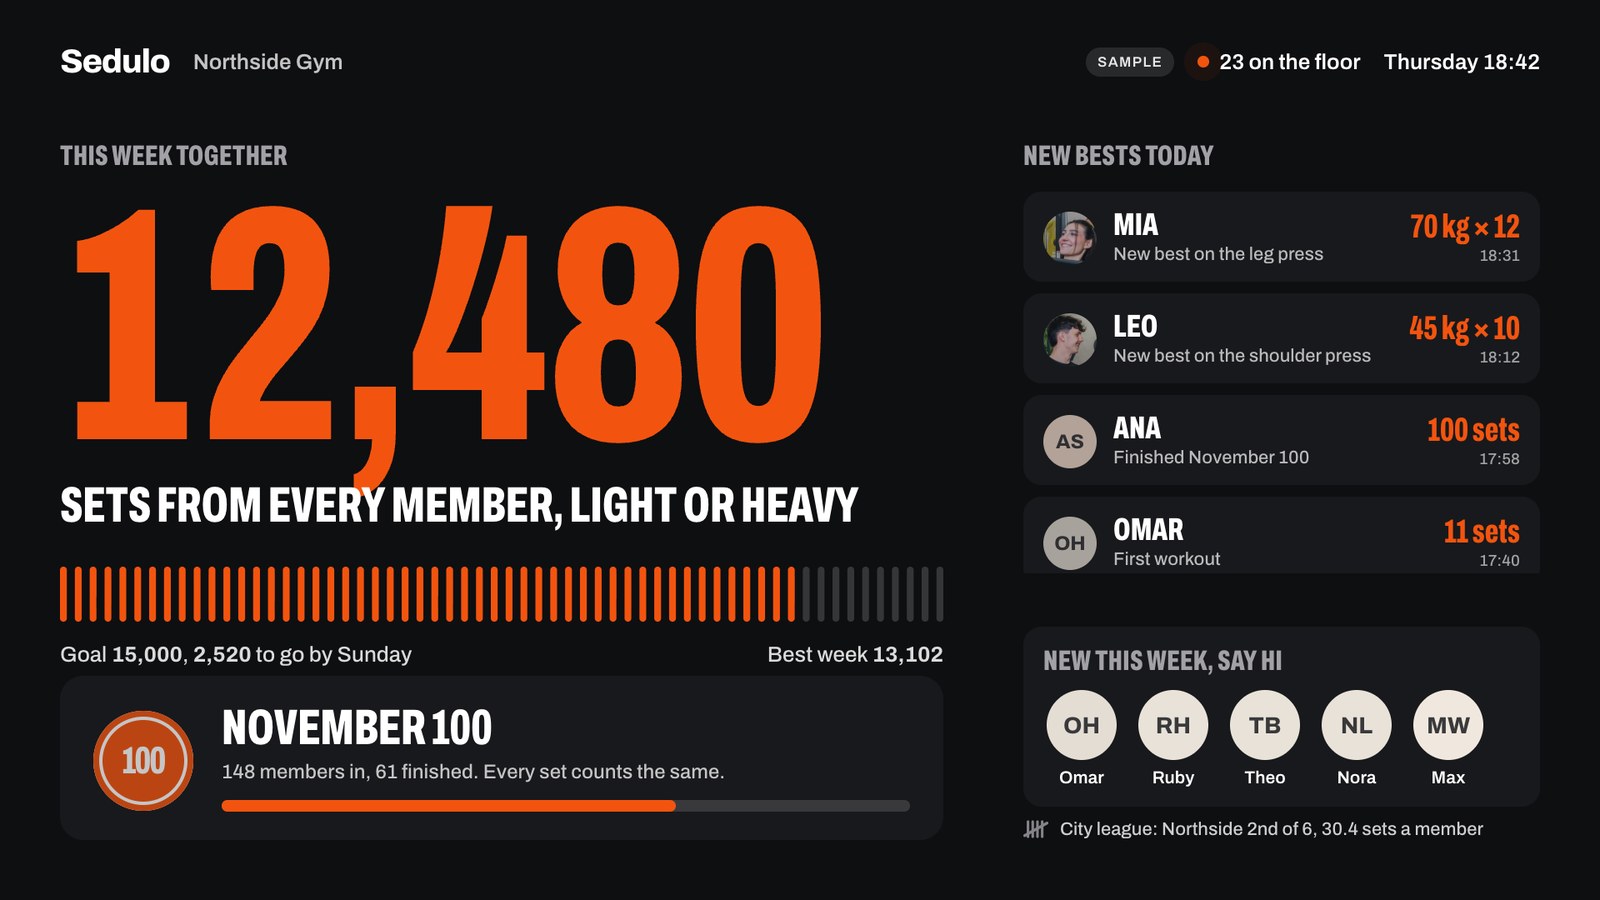 Sedulo Northside Gym
SAMPLE 23 on the floor Thursday 18:42
THIS WEEK TOGETHER
12,480
SETS FROM EVERY MEMBER, LIGHT OR HEAVY
Goal 15,000, 2,520 to go by Sunday
Best week 13,102
100
NOVEMBER 100
148 members in, 61 finished. Every set counts the same.
NEW BESTS TODAY
MIA 70 kg × 12
New best on the leg press 18:31
LEO 45 kg × 10
New best on the shoulder press 18:12
AS
ANA 100 sets
Finished November 100 17:58
OH
OMAR 11 sets
First workout 17:40
NEW THIS WEEK, SAY HI
OH RH TB NL MW
Omar Ruby Theo Nora Max
City league: Northside 2nd of 6, 30.4 sets a member